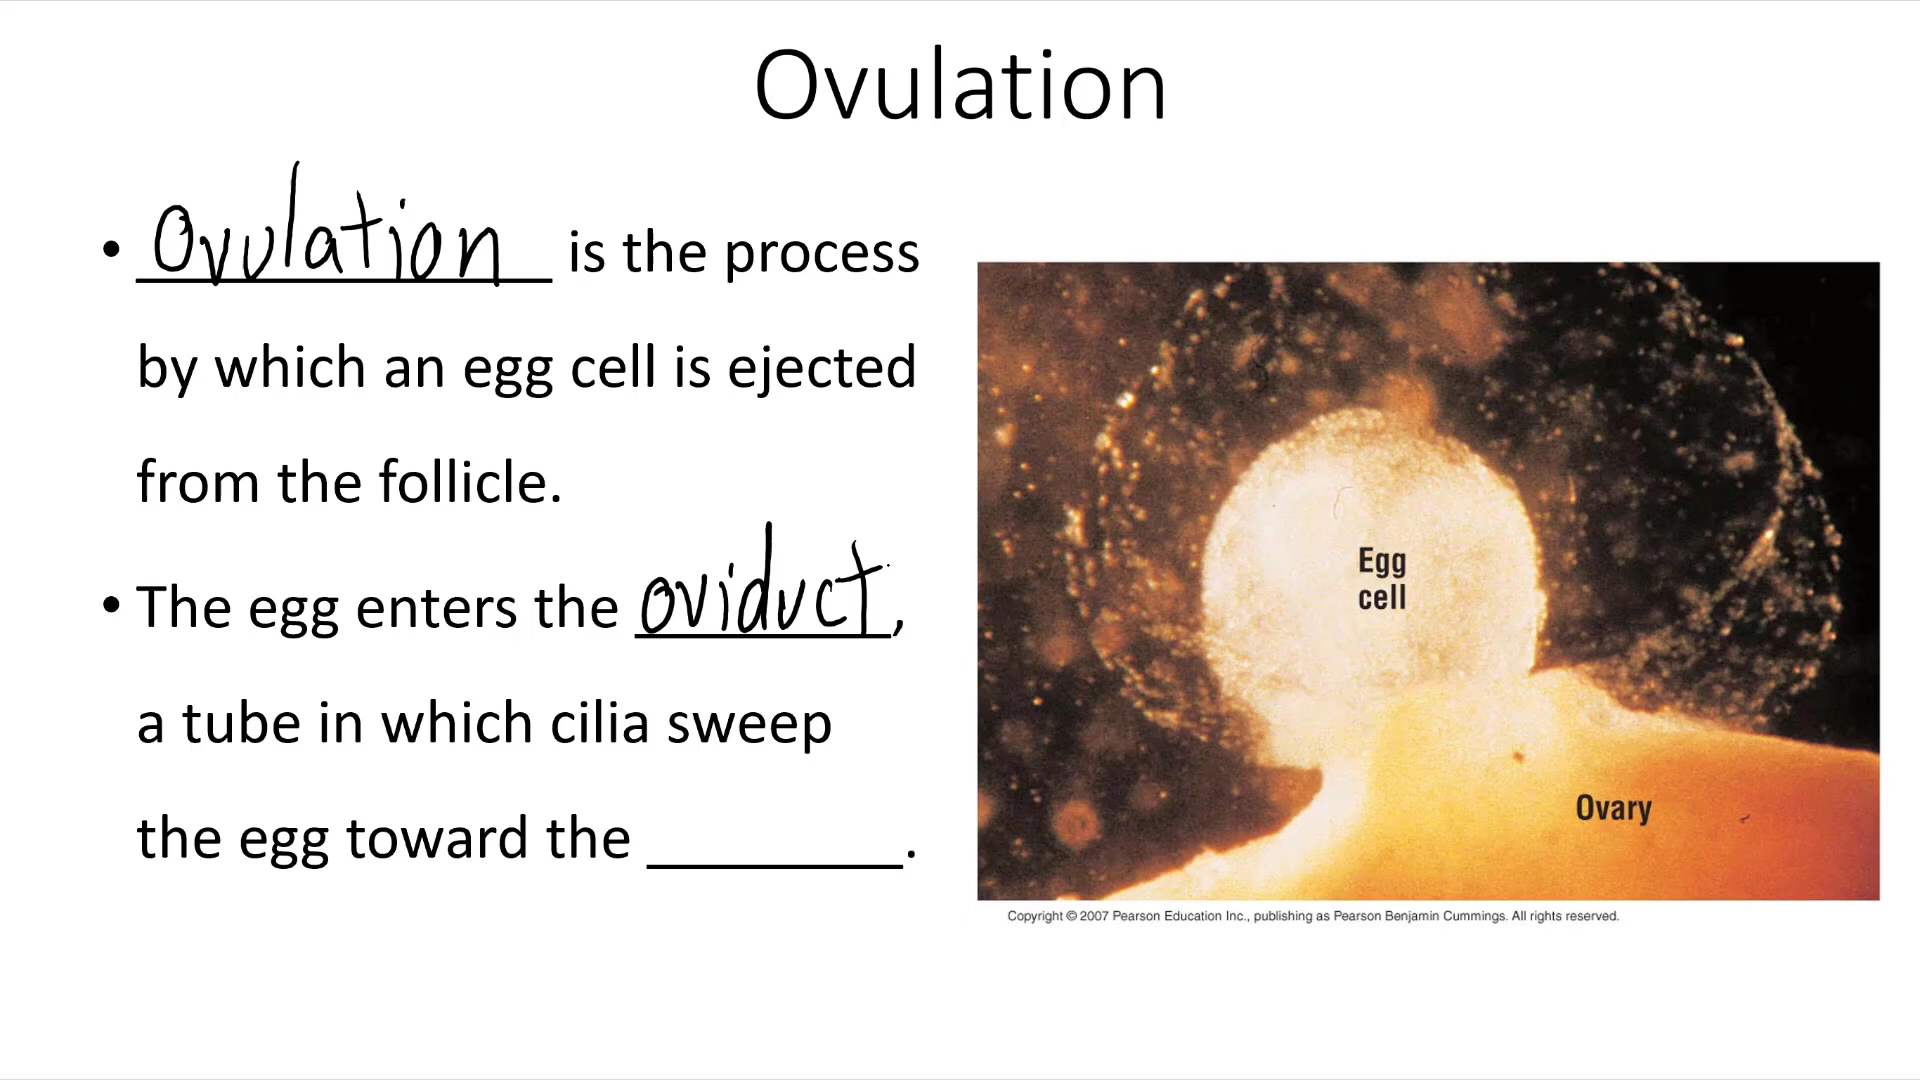 Ovulation
• Ovulation is the process
by which an egg cell is ejected
from the follicle.
• The egg enters the oviduct,
a tube in which cilia sweep
the egg toward the _________.
Egg
cell
Ovary
Copyright © 2007 Pearson Education Inc., publishing as Pearson Benjamin Cummings. All rights reserved.